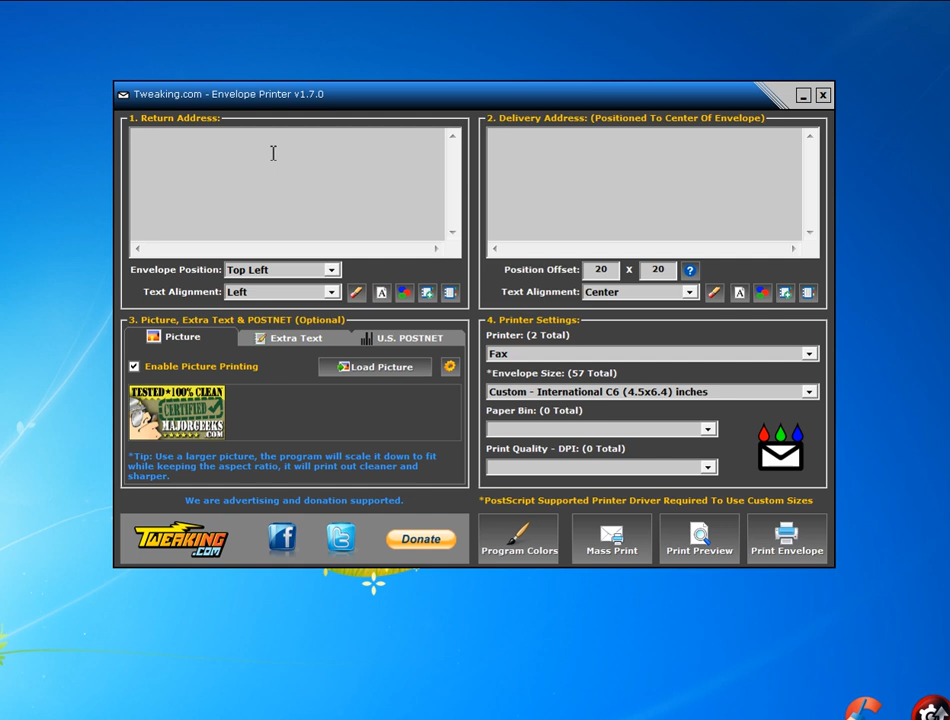 Tweaking.com - Envelope Printer v1.7.0
1. Return Address:
Envelope Position: Top Left
Text Alignment: Left
A
2. Delivery Address: (Positioned To Center Of Envelope)
Position Offset: 20 x 20 ?
Text Alignment: Center
A
3. Picture, Extra Text & POSTNET (Optional)
Picture Extra Text U.S. POSTNET
Enable Picture Printing Load Picture
TESTED★100% CLEAN
CERTIFIED
MAJORGEEKS
.COM
*Tip: Use a larger picture, the program will scale it down to fit
while keeping the aspect ratio, it will print out cleaner and
sharper.
4. Printer Settings:
Printer: (2 Total)
Fax
*Envelope Size: (57 Total)
Custom - International C6 (4.5x6.4) inches
Paper Bin: (0 Total)
Print Quality - DPI: (0 Total)
We are advertising and donation supported.
*PostScript Supported Printer Driver Required To Use Custom Sizes
TWEAKING
.COM
f
t
Donate
Program Colors
Mass Print
Print Preview
Print Envelope